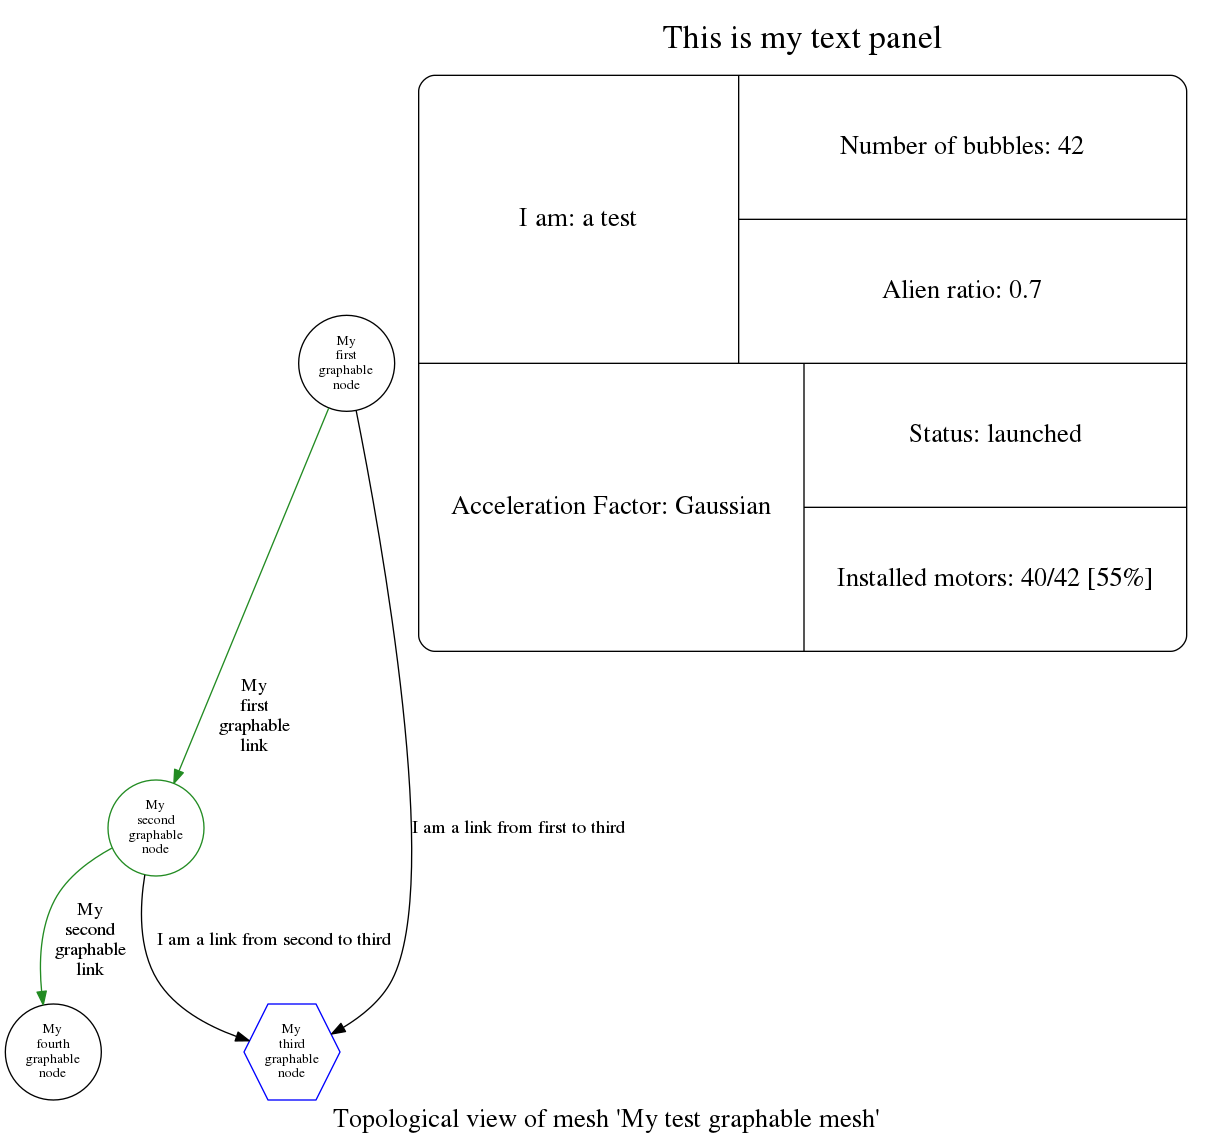 This is my text panel
I am: a test
Number of bubbles: 42
Alien ratio: 0.7
Acceleration Factor: Gaussian
Status: launched
Installed motors: 40/42 [55%]
My
first
graphable
node
My
first
graphable
link
My
second
graphable
node
I am a link from first to third
My
second
graphable
link
I am a link from second to third
My
fourth
graphable
node
My
third
graphable
node
Topological view of mesh 'My test graphable mesh'